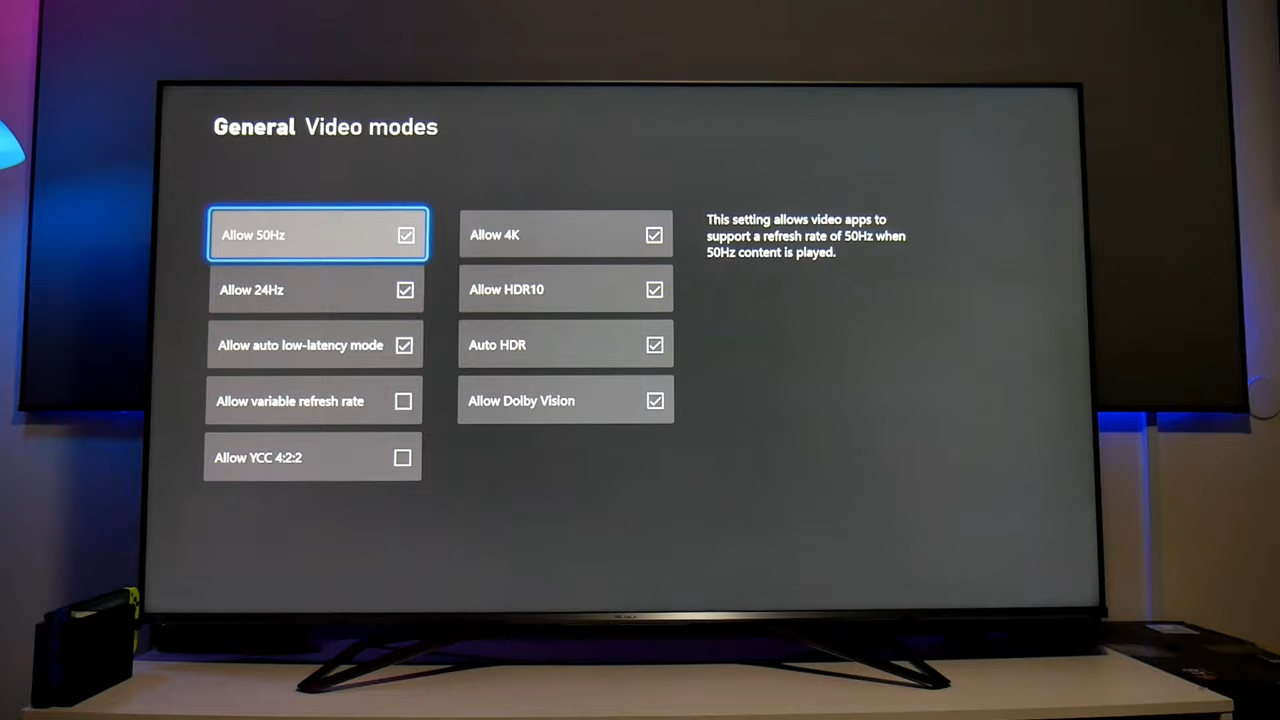 General Video modes
Allow 50Hz
Allow 24Hz
Allow auto low-latency mode
Allow variable refresh rate
Allow YCC 4:2:2
Allow 4K
Allow HDR10
Auto HDR
Allow Dolby Vision
This setting allows video apps to
support a refresh rate of 50Hz when
50Hz content is played.